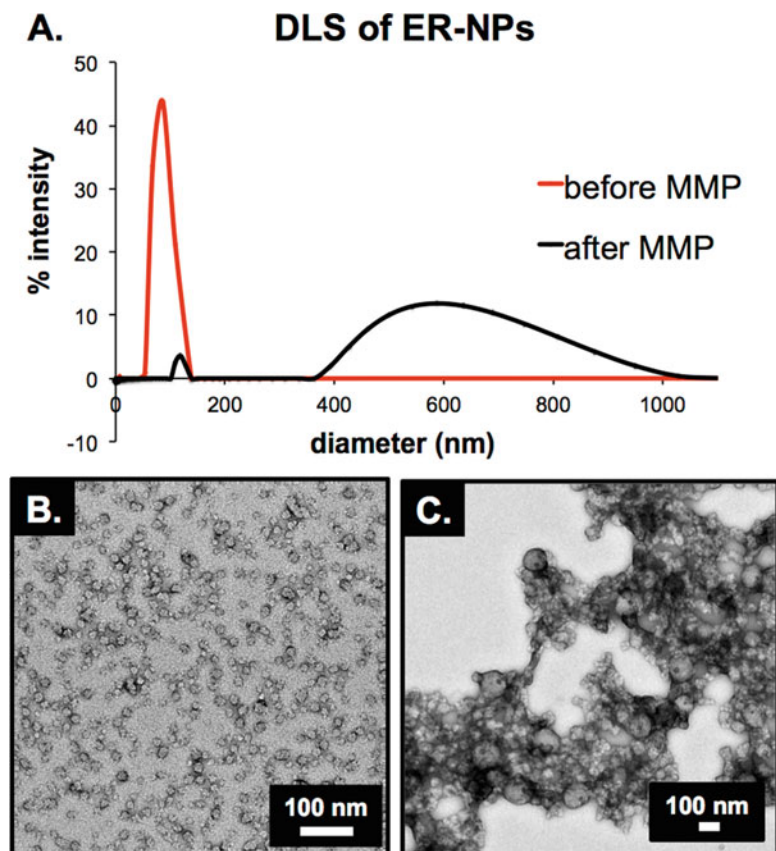 A. DLS of ER-NPs
50
40
30
20
10
0
-10
% intensity
before MMP
after MMP
0 200 400 600 800 1000
diameter (nm)
B.
100 nm
C.
100 nm